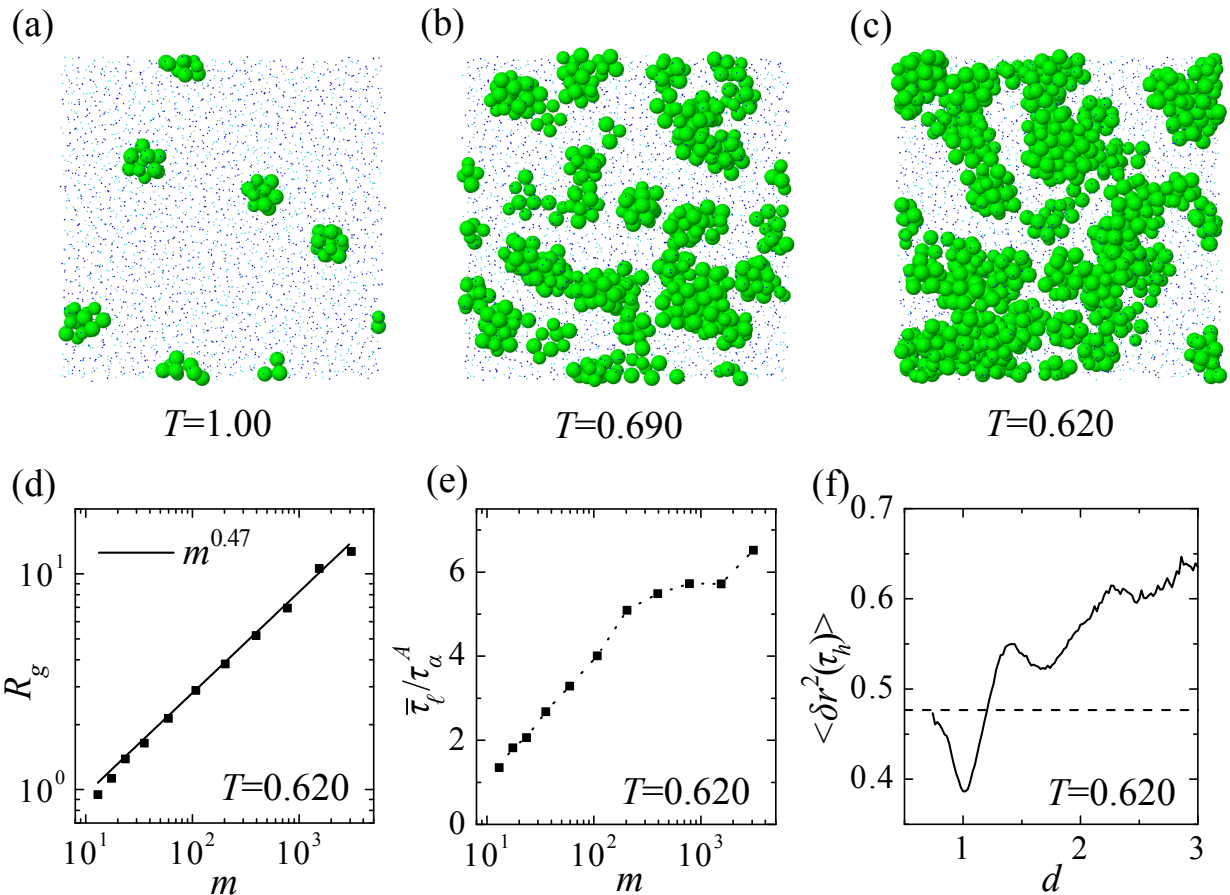 (a) (b) (c)
T=1.00 T=0.690 T=0.620
(d) (e) (f)
m^0.47
R_g
10^1
10^0
T=0.620
10^1 10^2 10^3
m
τ̅_ℓ/τ_α^A
6
4
2
0
T=0.620
10^1 10^2 10^3
m
<δr^2(τ_h)>
0.7
0.6
0.5
0.4
T=0.620
1 2 3
d